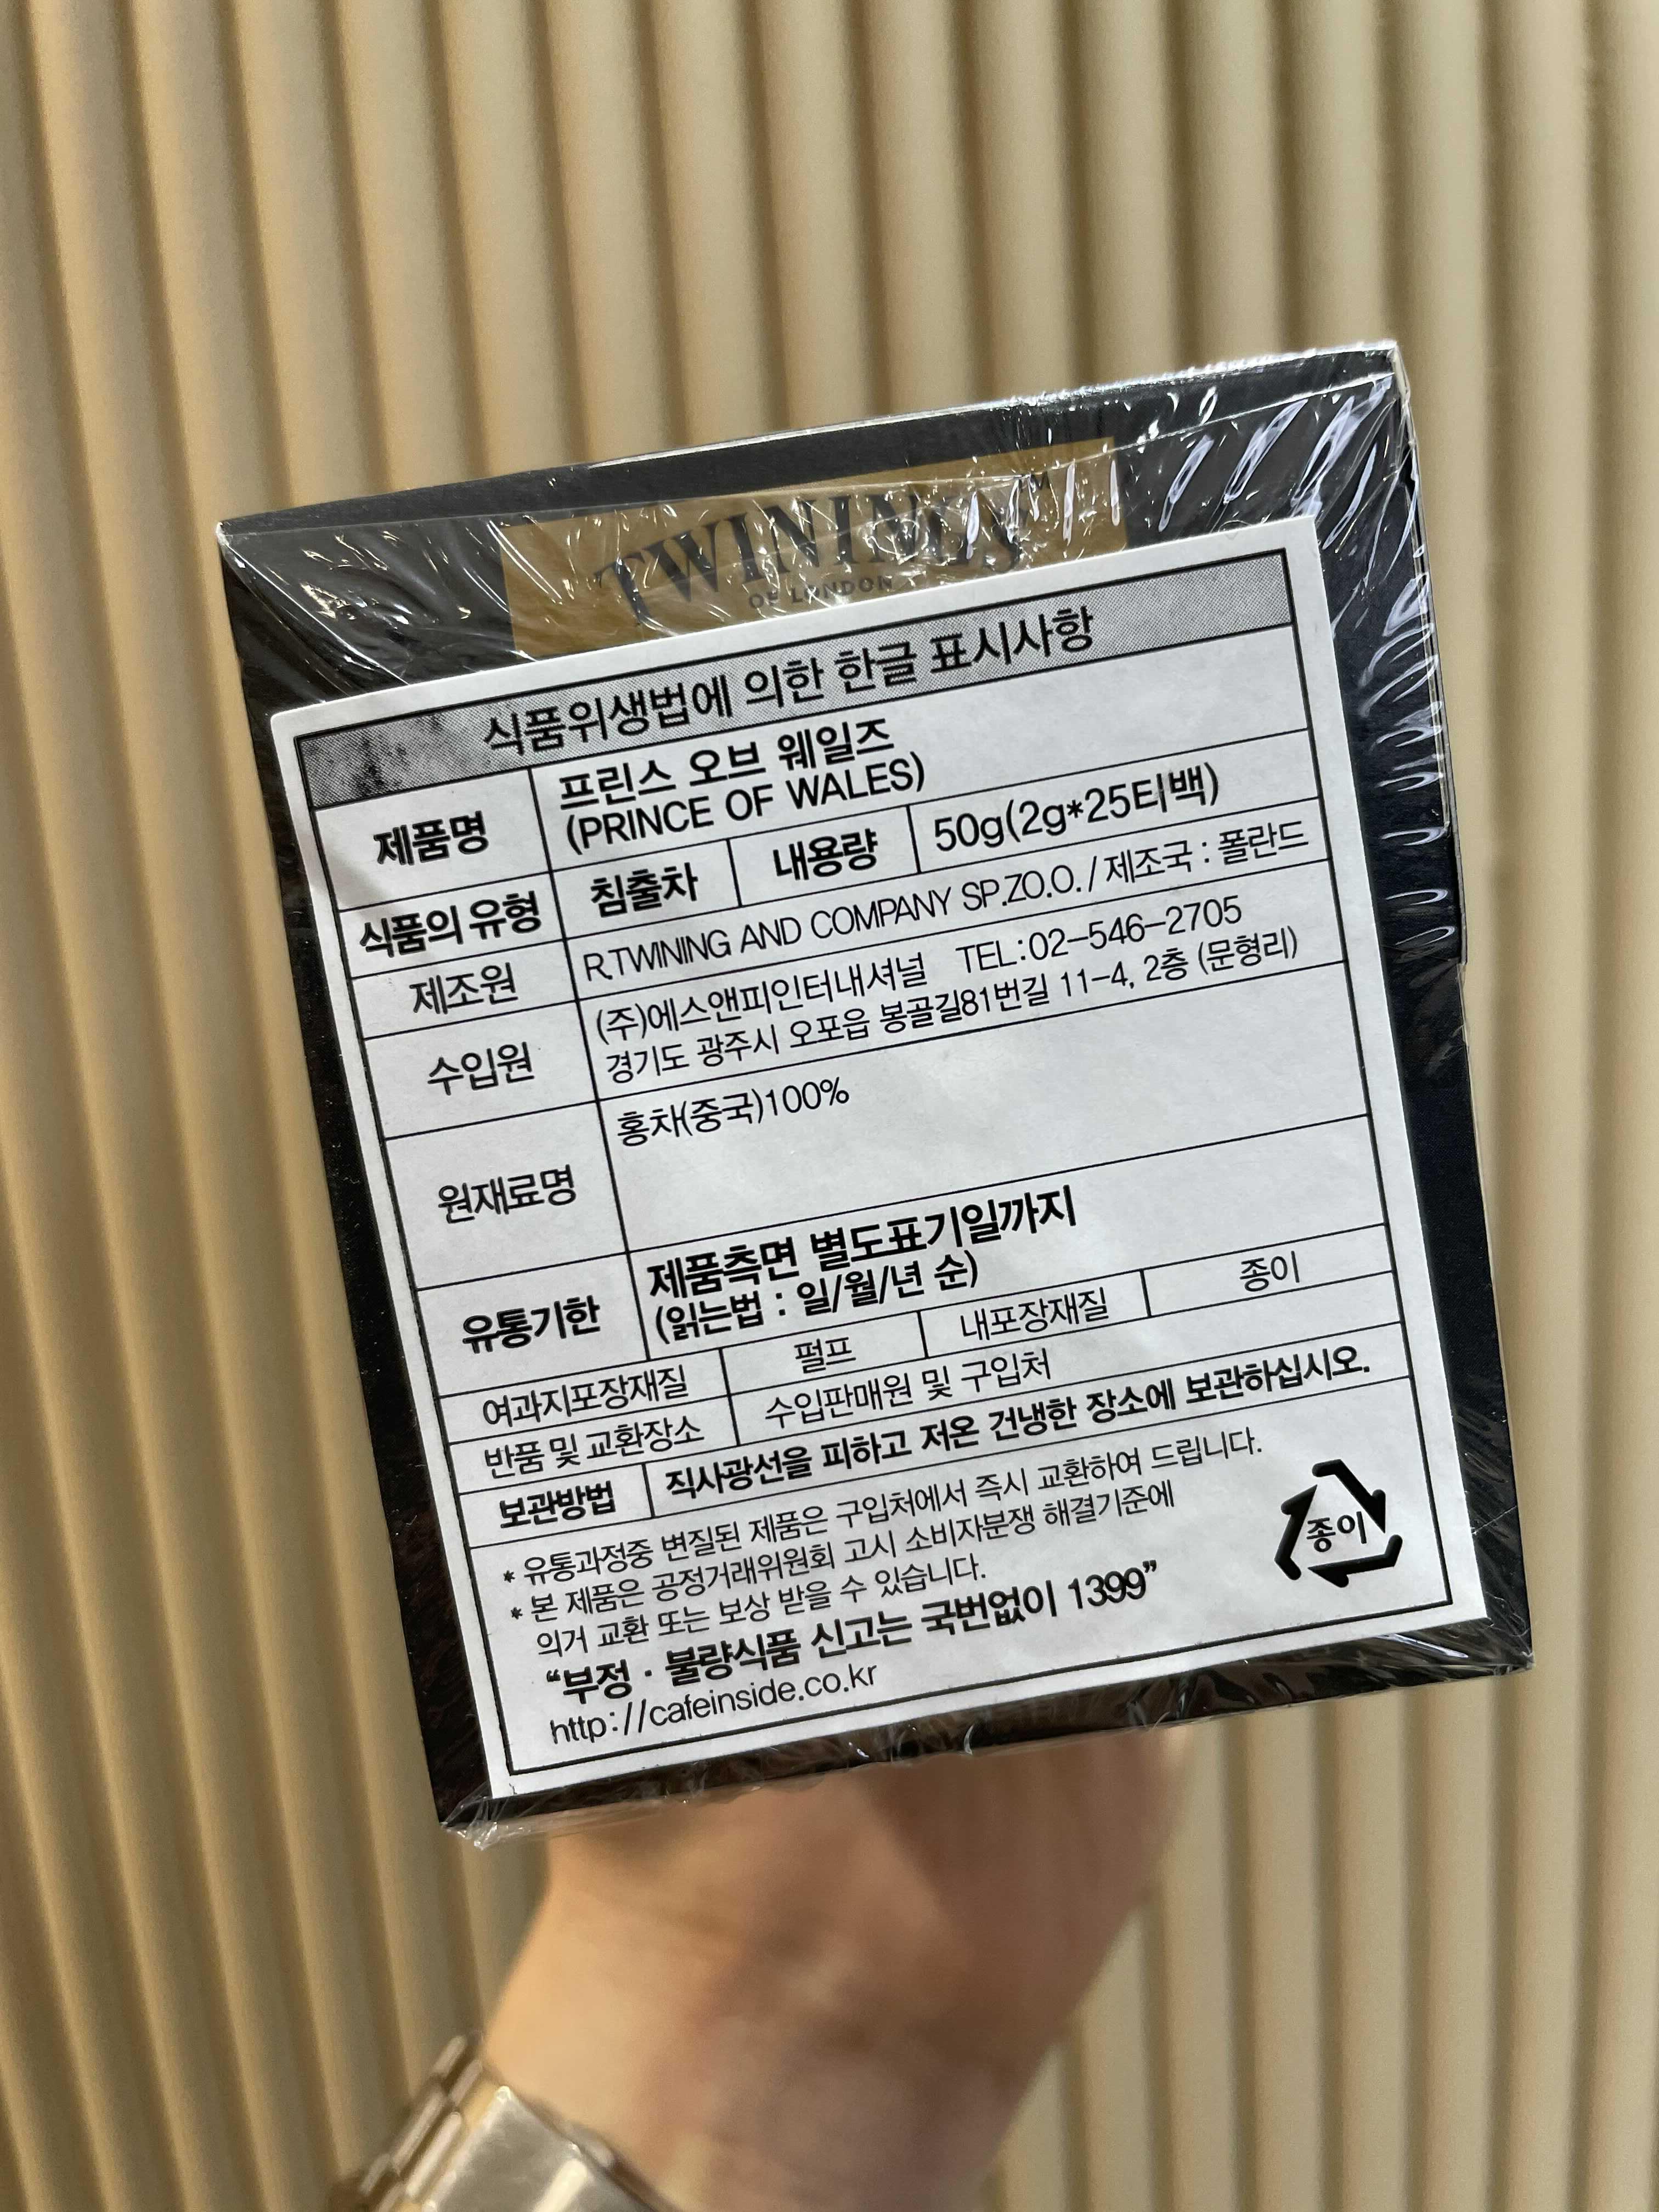 TWININGS™
OF LONDON
식품위생법에 의한 한글 표시사항
제품명 프린스 오브 웨일즈
(PRINCE OF WALES)
식품의 유형 침출차 내용량 50g(2g*25티백)
제조원 R.TWINING AND COMPANY SP.ZO.O. / 제조국 : 폴란드
수입원 (주)에스앤피인터내셔널 TEL:02-546-2705
경기도 광주시 오포읍 봉골길81번길 11-4, 2층 (문형리)
원재료명 홍차(중국)100%
유통기한 제품측면 별도표기일까지
(읽는법 : 일/월/년 순)
여과지포장재질 펄프 내포장재질 종이
반품 및 교환장소 수입판매원 및 구입처
보관방법 직사광선을 피하고 저온 건냉한 장소에 보관하십시오.
* 유통과정중 변질된 제품은 구입처에서 즉시 교환하여 드립니다.
* 본 제품은 공정거래위원회 고시 소비자분쟁 해결기준에
의거 교환 또는 보상 받을 수 있습니다.
"부정 · 불량식품 신고는 국번없이 1399"
http://cafeinside.co.kr
종이